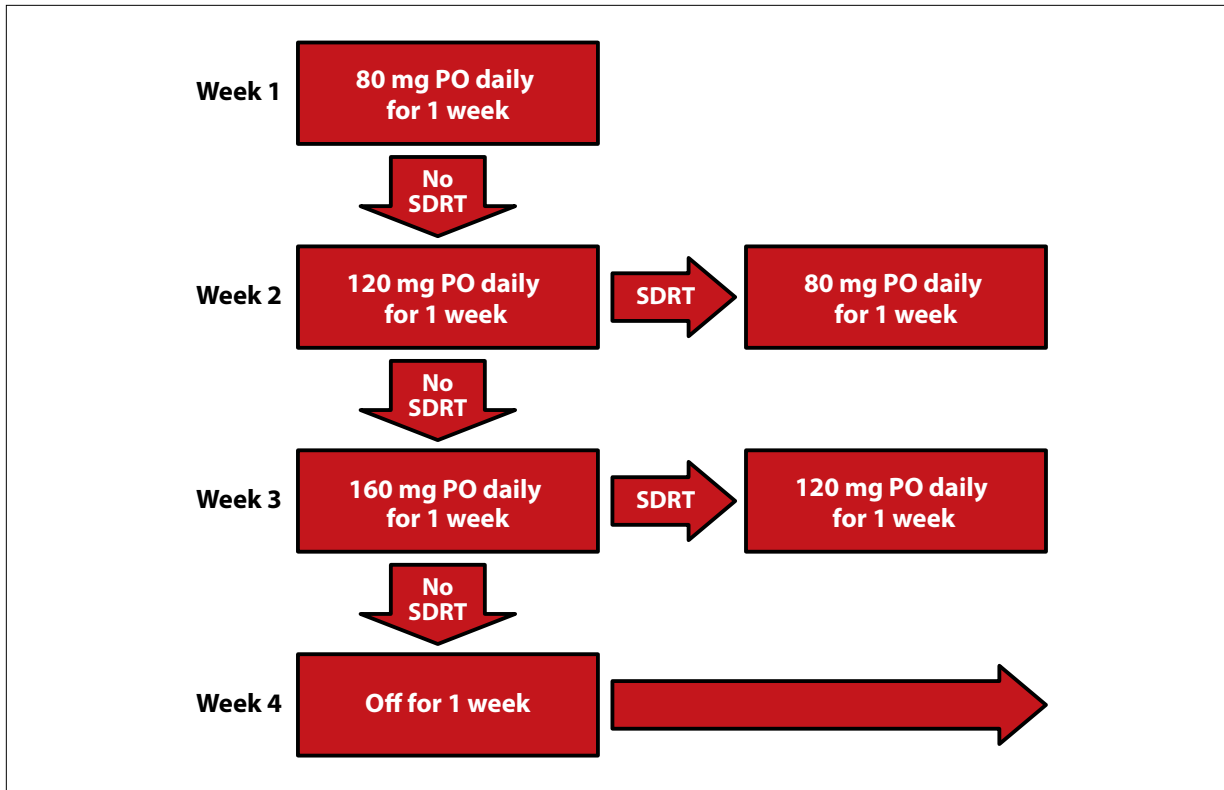 Week 1
80 mg PO daily
for 1 week
No
SDRT
Week 2
120 mg PO daily
for 1 week
SDRT
80 mg PO daily
for 1 week
No
SDRT
Week 3
160 mg PO daily
for 1 week
SDRT
120 mg PO daily
for 1 week
No
SDRT
Week 4
Off for 1 week